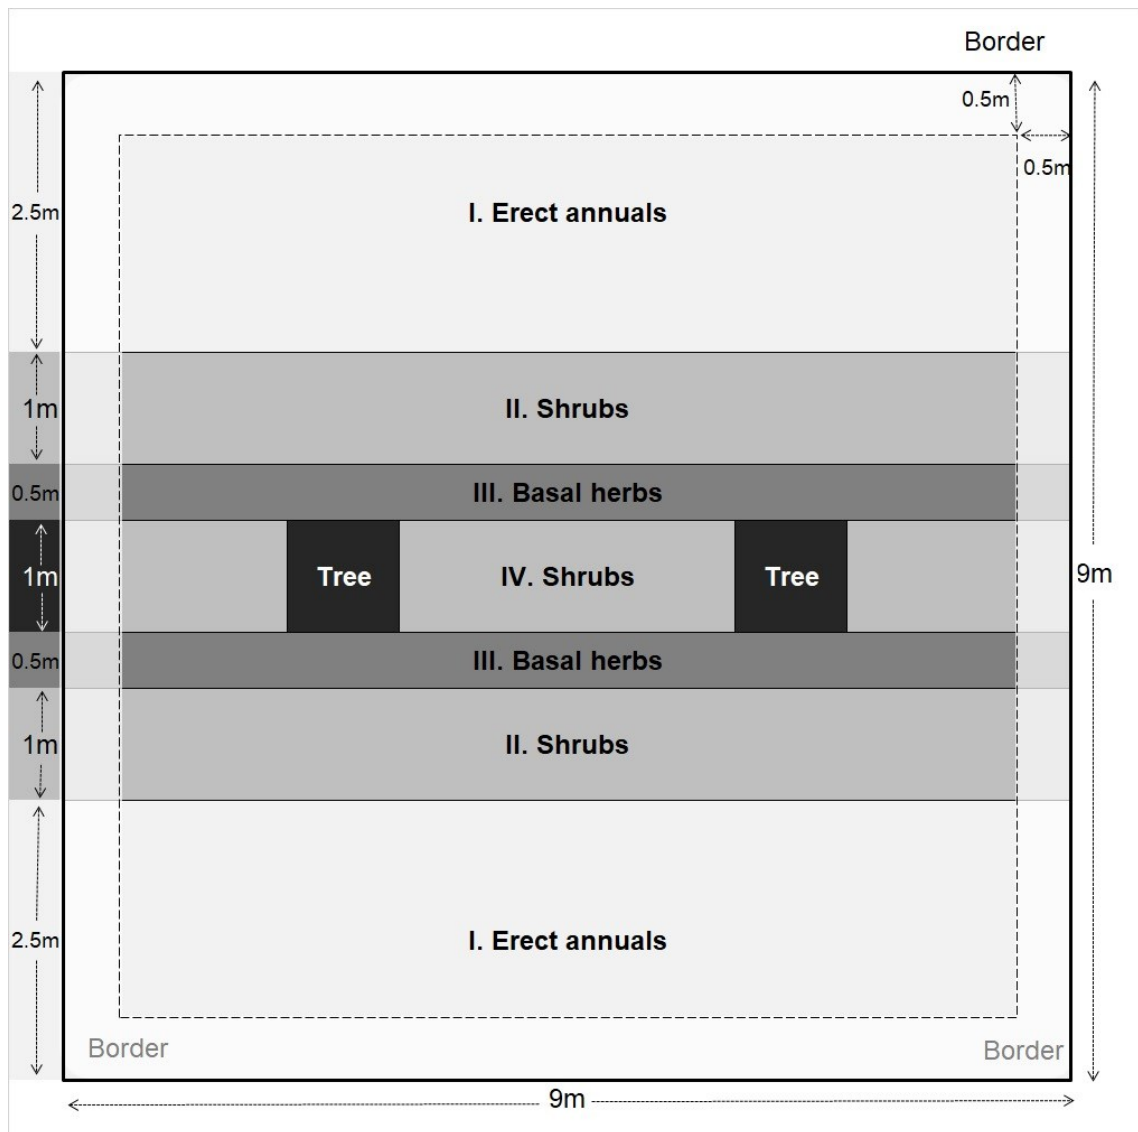 Border
0.5m
0.5m
2.5m
I. Erect annuals
1m
II. Shrubs
0.5m
III. Basal herbs
1m
Tree
IV. Shrubs
Tree
9m
0.5m
III. Basal herbs
1m
II. Shrubs
2.5m
I. Erect annuals
Border
Border
9m